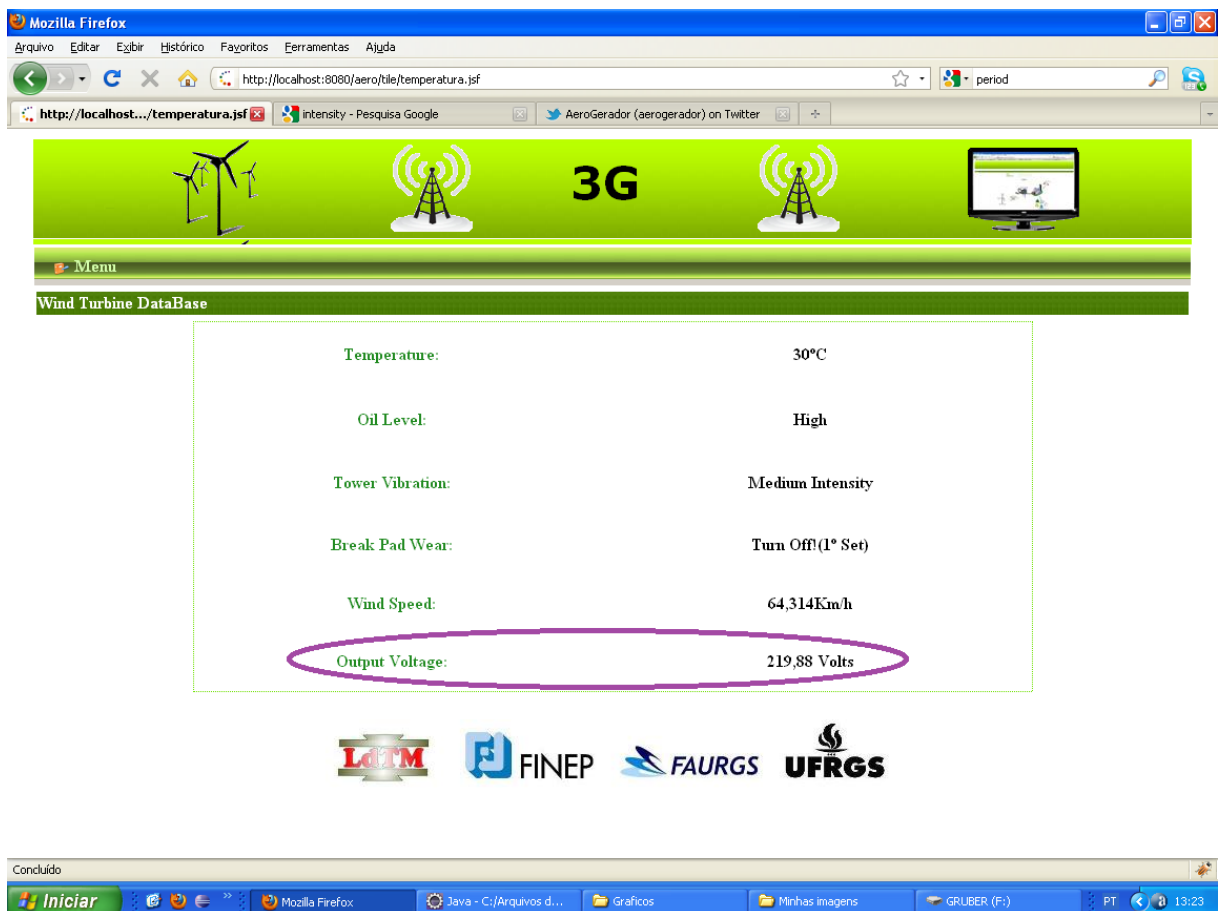 Mozilla Firefox
Arquivo Editar Exibir Histórico Favoritos Ferramentas Ajuda
http://localhost:8080/aero/tile/temperatura.jsf
period
http://localhost.../temperatura.jsf intensity - Pesquisa Google AeroGerador (aerogerador) on Twitter
3G
Menu
Wind Turbine DataBase
Temperature: 30ºC
Oil Level: High
Tower Vibration: Medium Intensity
Break Pad Wear: Turn Off!(1º Set)
Wind Speed: 64,314Km/h
Output Voltage: 219,88 Volts
LdTM FINEP FAURGS UFRGS
Concluído
Iniciar Mozilla Firefox Java - C:/Arquivos d... Graficos Minhas imagens GRUBER (F:) PT 13:23